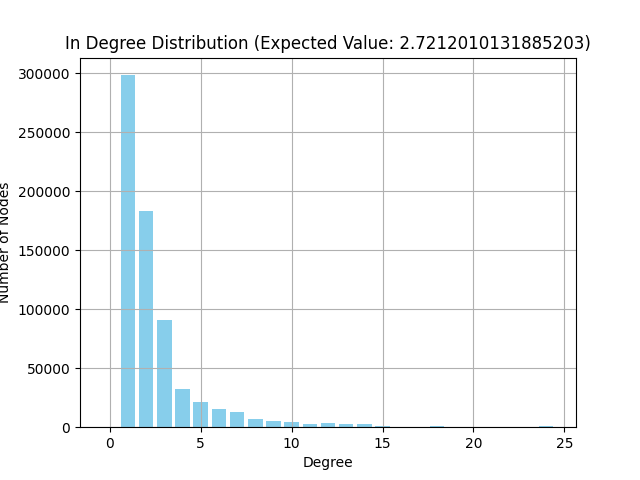 In Degree Distribution (Expected Value: 2.7212010131885203)
300000
250000
200000
150000
100000
50000
0
Number of Nodes
0 5 10 15 20 25
Degree